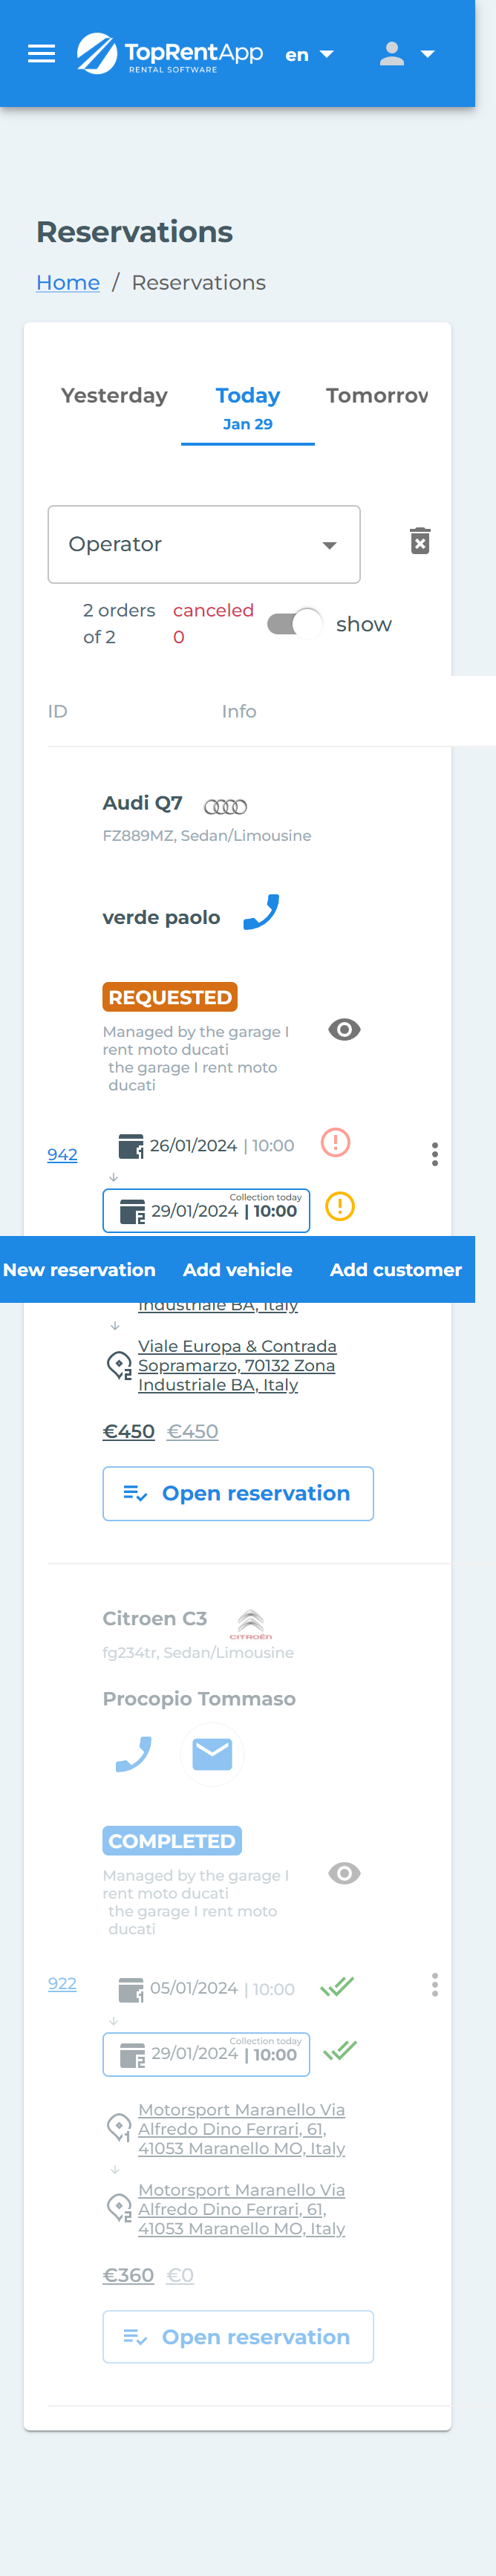 TopRentApp
RENTAL SOFTWARE
en
Reservations
Home / Reservations
Yesterday
Today
Jan 29
Tomorrow
Operator
2 orders of 2
canceled 0
show
ID
Info
Audi Q7
FZ889MZ, Sedan/Limousine
verde paolo
REQUESTED
Managed by the garage I
rent moto ducati
the garage I rent moto
ducati
942
26/01/2024 | 10:00
Collection today
29/01/2024 | 10:00
New reservation
Add vehicle
Add customer
Industriale BA, Italy
Viale Europa & Contrada
Sopramarzo, 70132 Zona
Industriale BA, Italy
€450 €450
Open reservation
Citroen C3
CITROËN
fg234tr, Sedan/Limousine
Procopio Tommaso
COMPLETED
Managed by the garage I
rent moto ducati
the garage I rent moto
ducati
922
05/01/2024 | 10:00
Collection today
29/01/2024 | 10:00
Motorsport Maranello Via
Alfredo Dino Ferrari, 61,
41053 Maranello MO, Italy
Motorsport Maranello Via
Alfredo Dino Ferrari, 61,
41053 Maranello MO, Italy
€360 €0
Open reservation